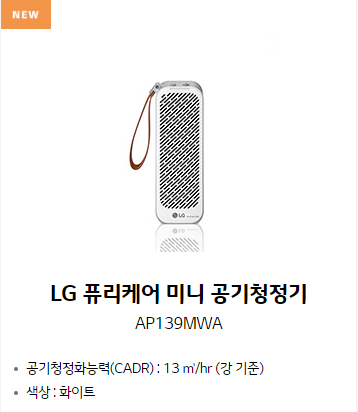 NEW
LG
LG 퓨리케어 미니 공기청정기
AP139MWA
공기청정화능력(CADR) : 13 ㎥/hr (강 기준)
색상 : 화이트